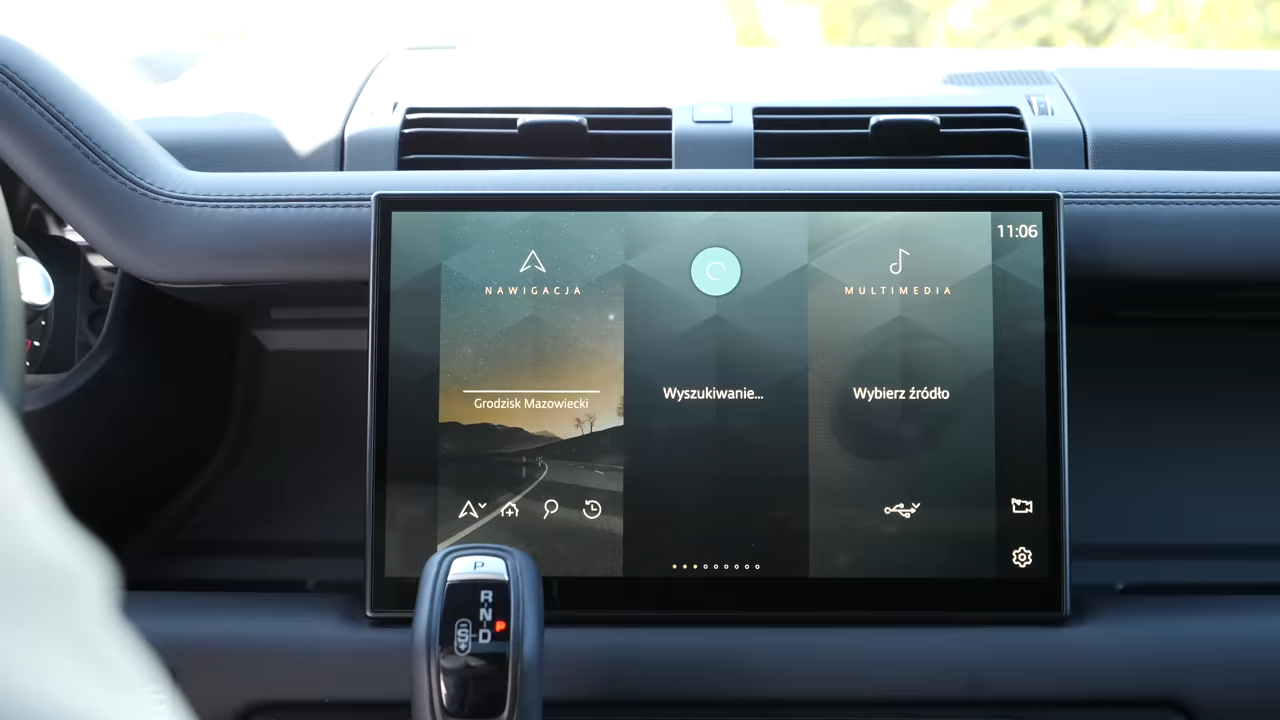 11:06
NAWIGACJA
MULTIMEDIA
Wyszukiwanie...
Wybierz źródło
Grodzisk Mazowiecki
P
R
N
P
S
D